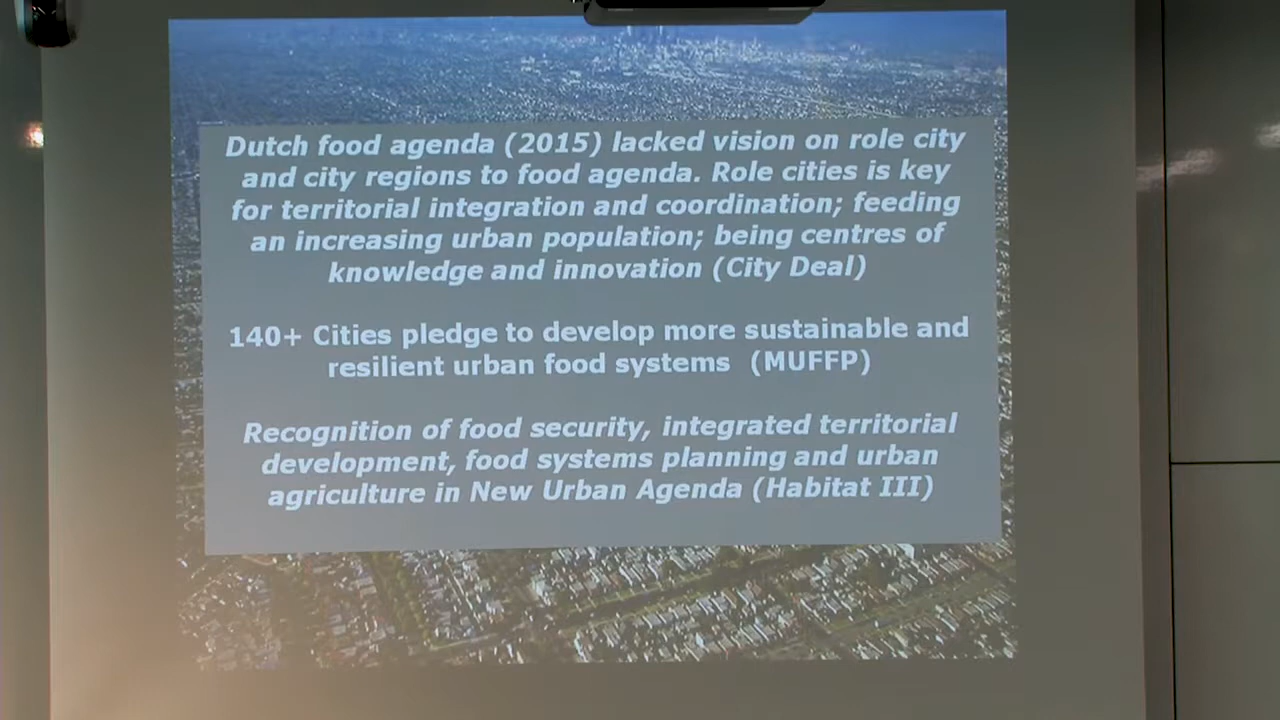 Dutch food agenda (2015) lacked vision on role city
and city regions to food agenda. Role cities is key
for territorial integration and coordination; feeding
an increasing urban population; being centres of
knowledge and innovation (City Deal)
140+ Cities pledge to develop more sustainable and
resilient urban food systems (MUFFP)
Recognition of food security, integrated territorial
development, food systems planning and urban
agriculture in New Urban Agenda (Habitat III)